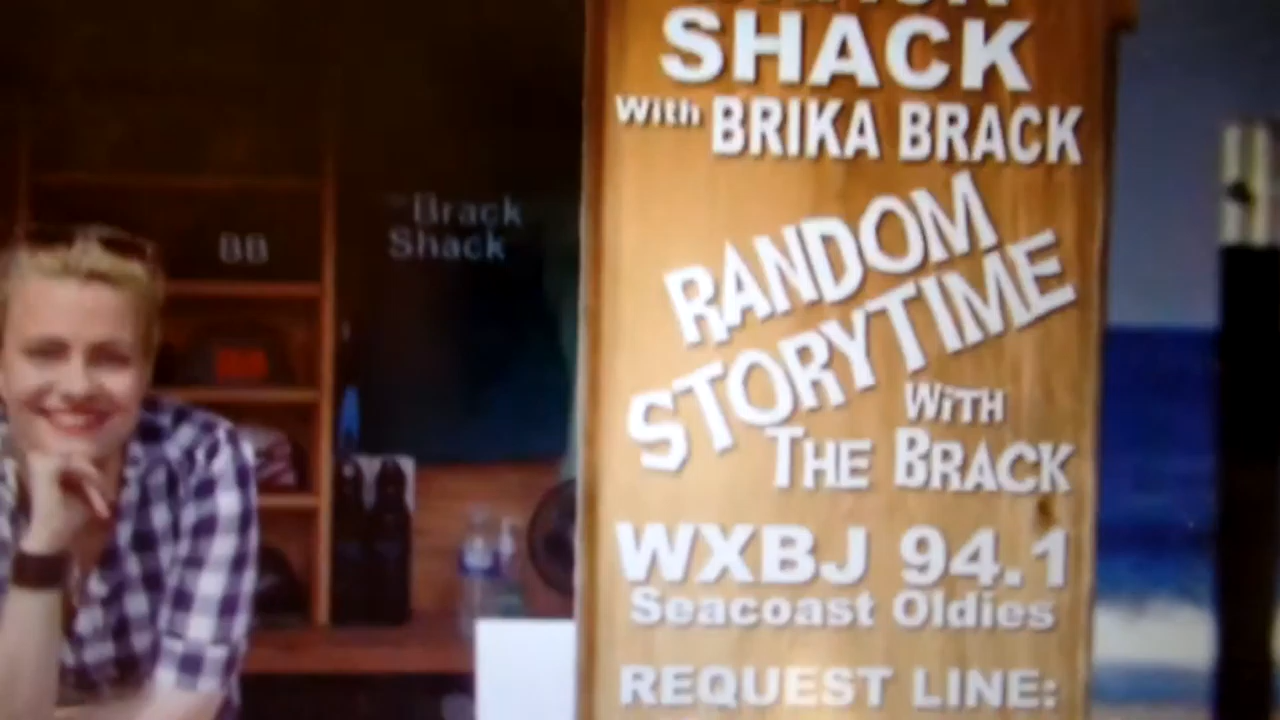 SHACK
With BRIKA BRACK
RANDOM
STORYTIME
WiTH
THE BRACK
WXBJ 94.1
Seacoast Oldies
REQUEST LINE:
Brack
Shack
BB